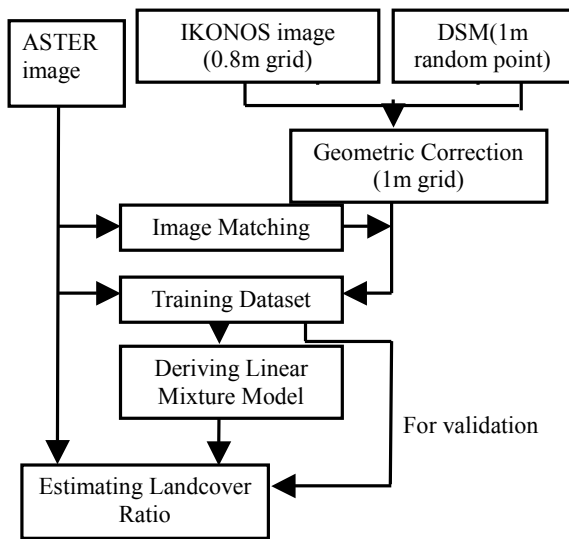 ASTER
image
IKONOS image
(0.8m grid)
DSM(1m
random point)
Geometric Correction
(1m grid)
Image Matching
Training Dataset
Deriving Linear
Mixture Model
For validation
Estimating Landcover
Ratio